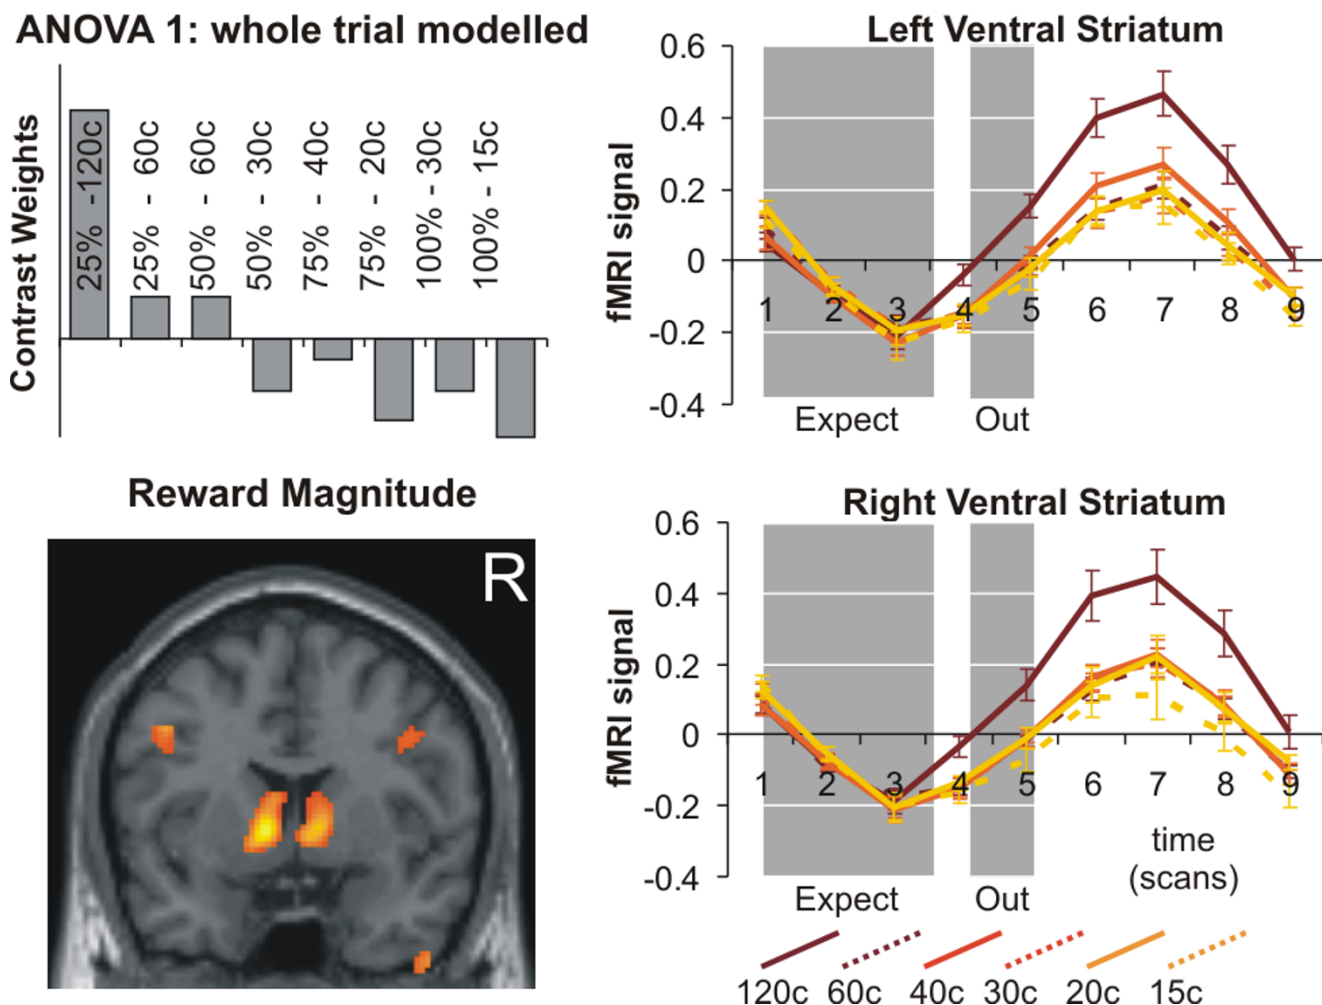 ANOVA 1: whole trial modelled
Contrast Weights
25% -120c
25% - 60c
50% - 60c
50% - 30c
75% - 40c
75% - 20c
100% - 30c
100% - 15c
Left Ventral Striatum
fMRI signal
0.6
0.4
0.2
0
-0.2
-0.4
1 2 3 4 5 6 7 8 9
Expect Out
Reward Magnitude
R
Right Ventral Striatum
fMRI signal
0.6
0.4
0.2
0
-0.2
-0.4
1 2 3 4 5 6 7 8 9
time
(scans)
Expect Out
120c 60c 40c 30c 20c 15c